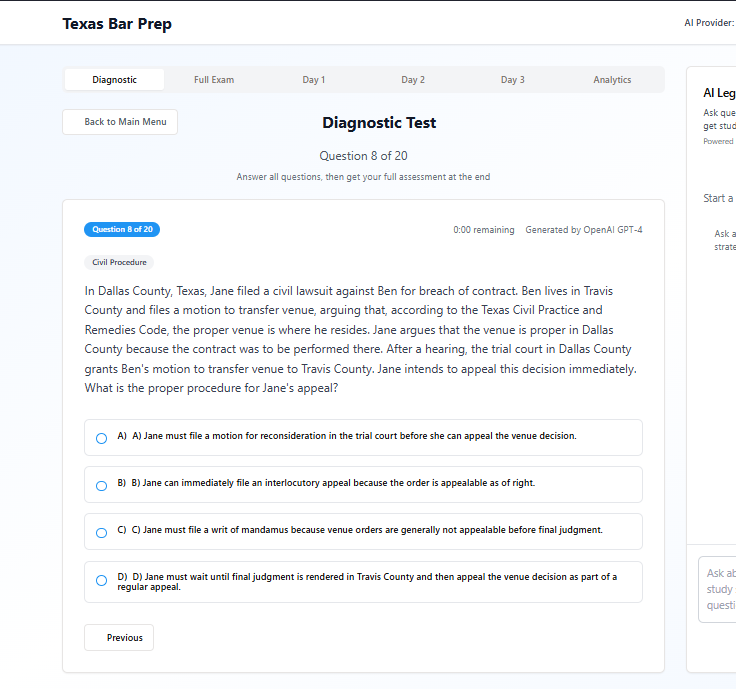 Texas Bar Prep
AI Provider:
Diagnostic
Full Exam
Day 1
Day 2
Day 3
Analytics
Back to Main Menu
Diagnostic Test
Question 8 of 20
Answer all questions, then get your full assessment at the end
Question 8 of 20
0:00 remaining
Generated by OpenAI GPT-4
Civil Procedure
In Dallas County, Texas, Jane filed a civil lawsuit against Ben for breach of contract. Ben lives in Travis
County and files a motion to transfer venue, arguing that, according to the Texas Civil Practice and
Remedies Code, the proper venue is where he resides. Jane argues that the venue is proper in Dallas
County because the contract was to be performed there. After a hearing, the trial court in Dallas County
grants Ben's motion to transfer venue to Travis County. Jane intends to appeal this decision immediately.
What is the proper procedure for Jane's appeal?
A) A) Jane must file a motion for reconsideration in the trial court before she can appeal the venue decision.
B) B) Jane can immediately file an interlocutory appeal because the order is appealable as of right.
C) C) Jane must file a writ of mandamus because venue orders are generally not appealable before final judgment.
D) D) Jane must wait until final judgment is rendered in Travis County and then appeal the venue decision as part of a
regular appeal.
Previous
AI Leg
Ask que
get stud
Powered
Start a
Ask a
strate
Ask ab
study
questi